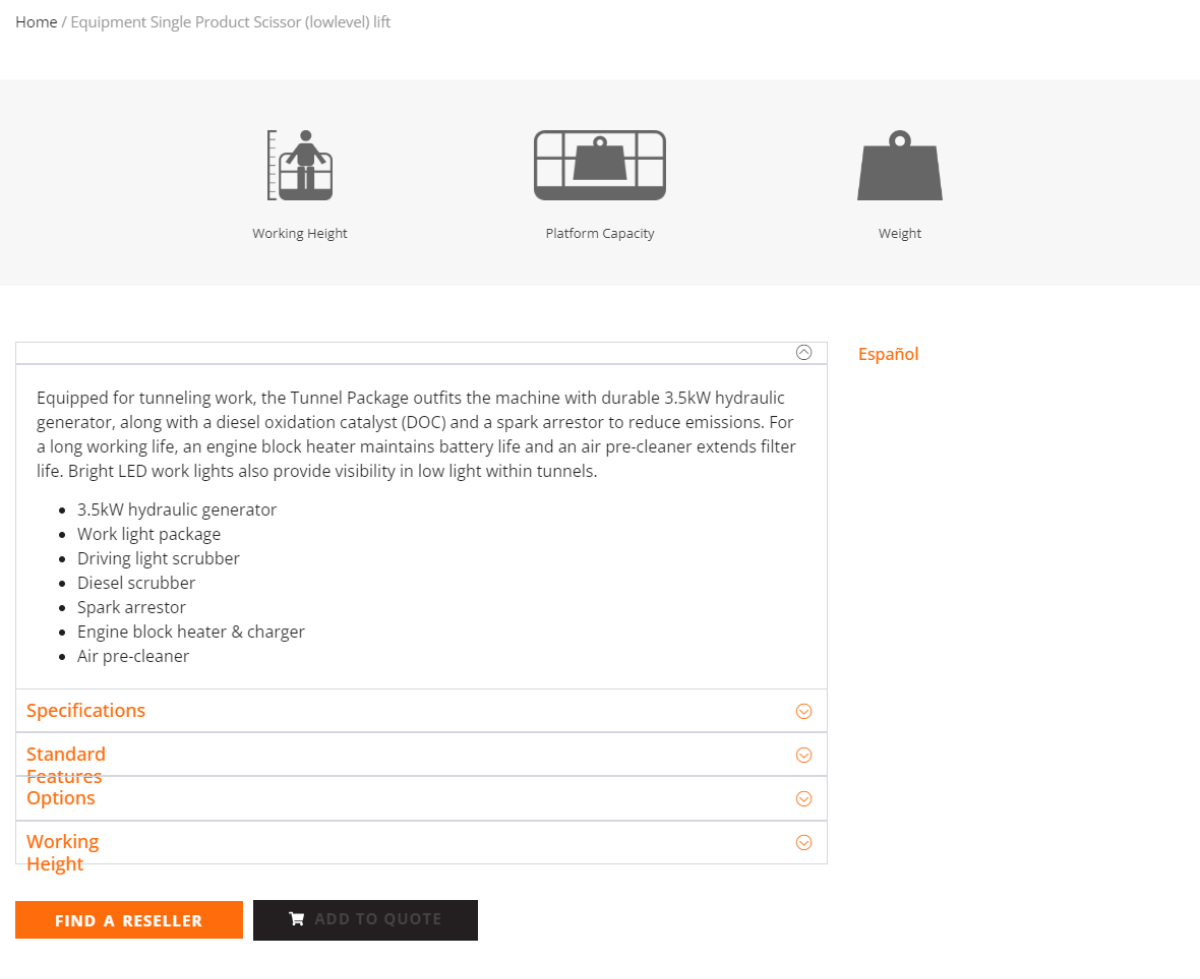 Home / Equipment Single Product Scissor (lowlevel) lift
Working Height
Platform Capacity
Weight
Español
Equipped for tunneling work, the Tunnel Package outfits the machine with durable 3.5kW hydraulic
generator, along with a diesel oxidation catalyst (DOC) and a spark arrestor to reduce emissions. For
a long working life, an engine block heater maintains battery life and an air pre-cleaner extends filter
life. Bright LED work lights also provide visibility in low light within tunnels.
• 3.5kW hydraulic generator
• Work light package
• Driving light scrubber
• Diesel scrubber
• Spark arrestor
• Engine block heater & charger
• Air pre-cleaner
Specifications
Standard
Features
Options
Working
Height
FIND A RESELLER
ADD TO QUOTE